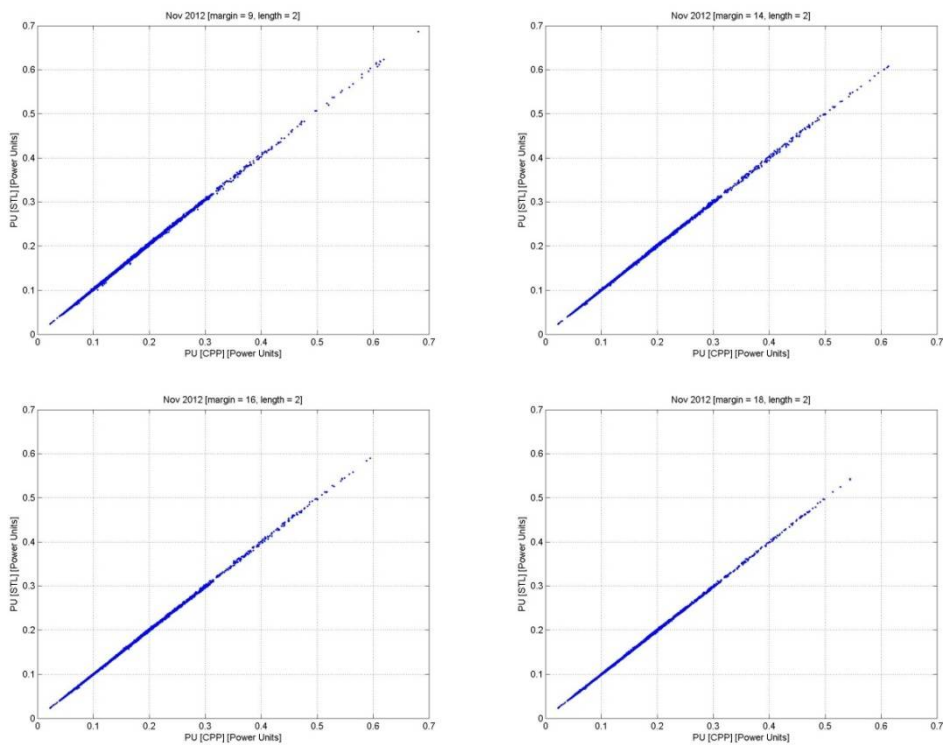 Nov 2012 [margin = 9, length = 2]
0.7
0.6
0.5
0.4
0.3
0.2
0.1
0
PU [STL] [Power Units]
0 0.1 0.2 0.3 0.4 0.5 0.6 0.7
PU [CPP] [Power Units]
Nov 2012 [margin = 14, length = 2]
0.7
0.6
0.5
0.4
0.3
0.2
0.1
0
PU [STL] [Power Units]
0 0.1 0.2 0.3 0.4 0.5 0.6 0.7
PU [CPP] [Power Units]
Nov 2012 [margin = 16, length = 2]
0.7
0.6
0.5
0.4
0.3
0.2
0.1
0
PU [STL] [Power Units]
0 0.1 0.2 0.3 0.4 0.5 0.6 0.7
PU [CPP] [Power Units]
Nov 2012 [margin = 18, length = 2]
0.7
0.6
0.5
0.4
0.3
0.2
0.1
0
PU [STL] [Power Units]
0 0.1 0.2 0.3 0.4 0.5 0.6 0.7
PU [CPP] [Power Units]